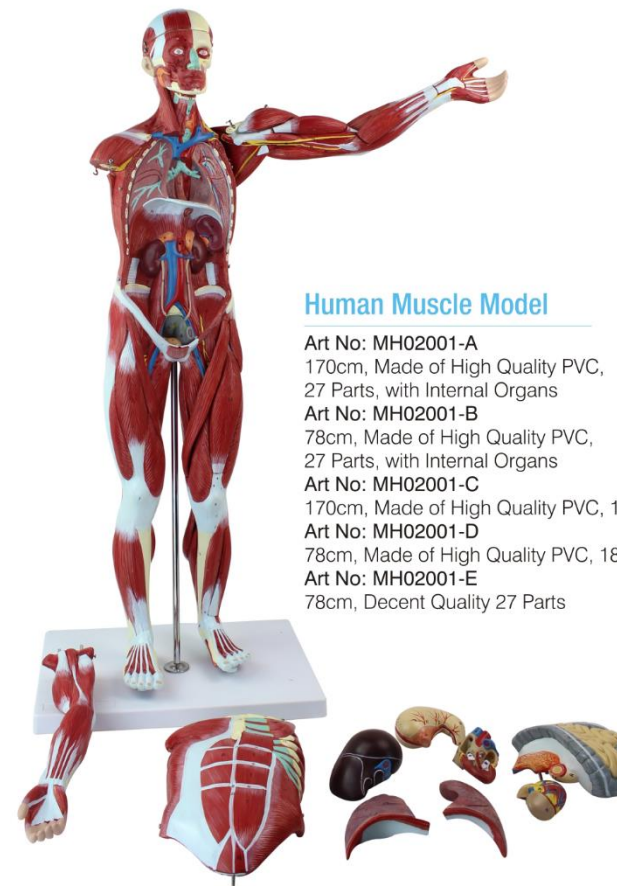 Human Muscle Model
Art No: MH02001-A
170cm, Made of High Quality PVC,
27 Parts, with Internal Organs
Art No: MH02001-B
78cm, Made of High Quality PVC,
27 Parts, with Internal Organs
Art No: MH02001-C
170cm, Made of High Quality PVC, 1
Art No: MH02001-D
78cm, Made of High Quality PVC, 18
Art No: MH02001-E
78cm, Decent Quality 27 Parts